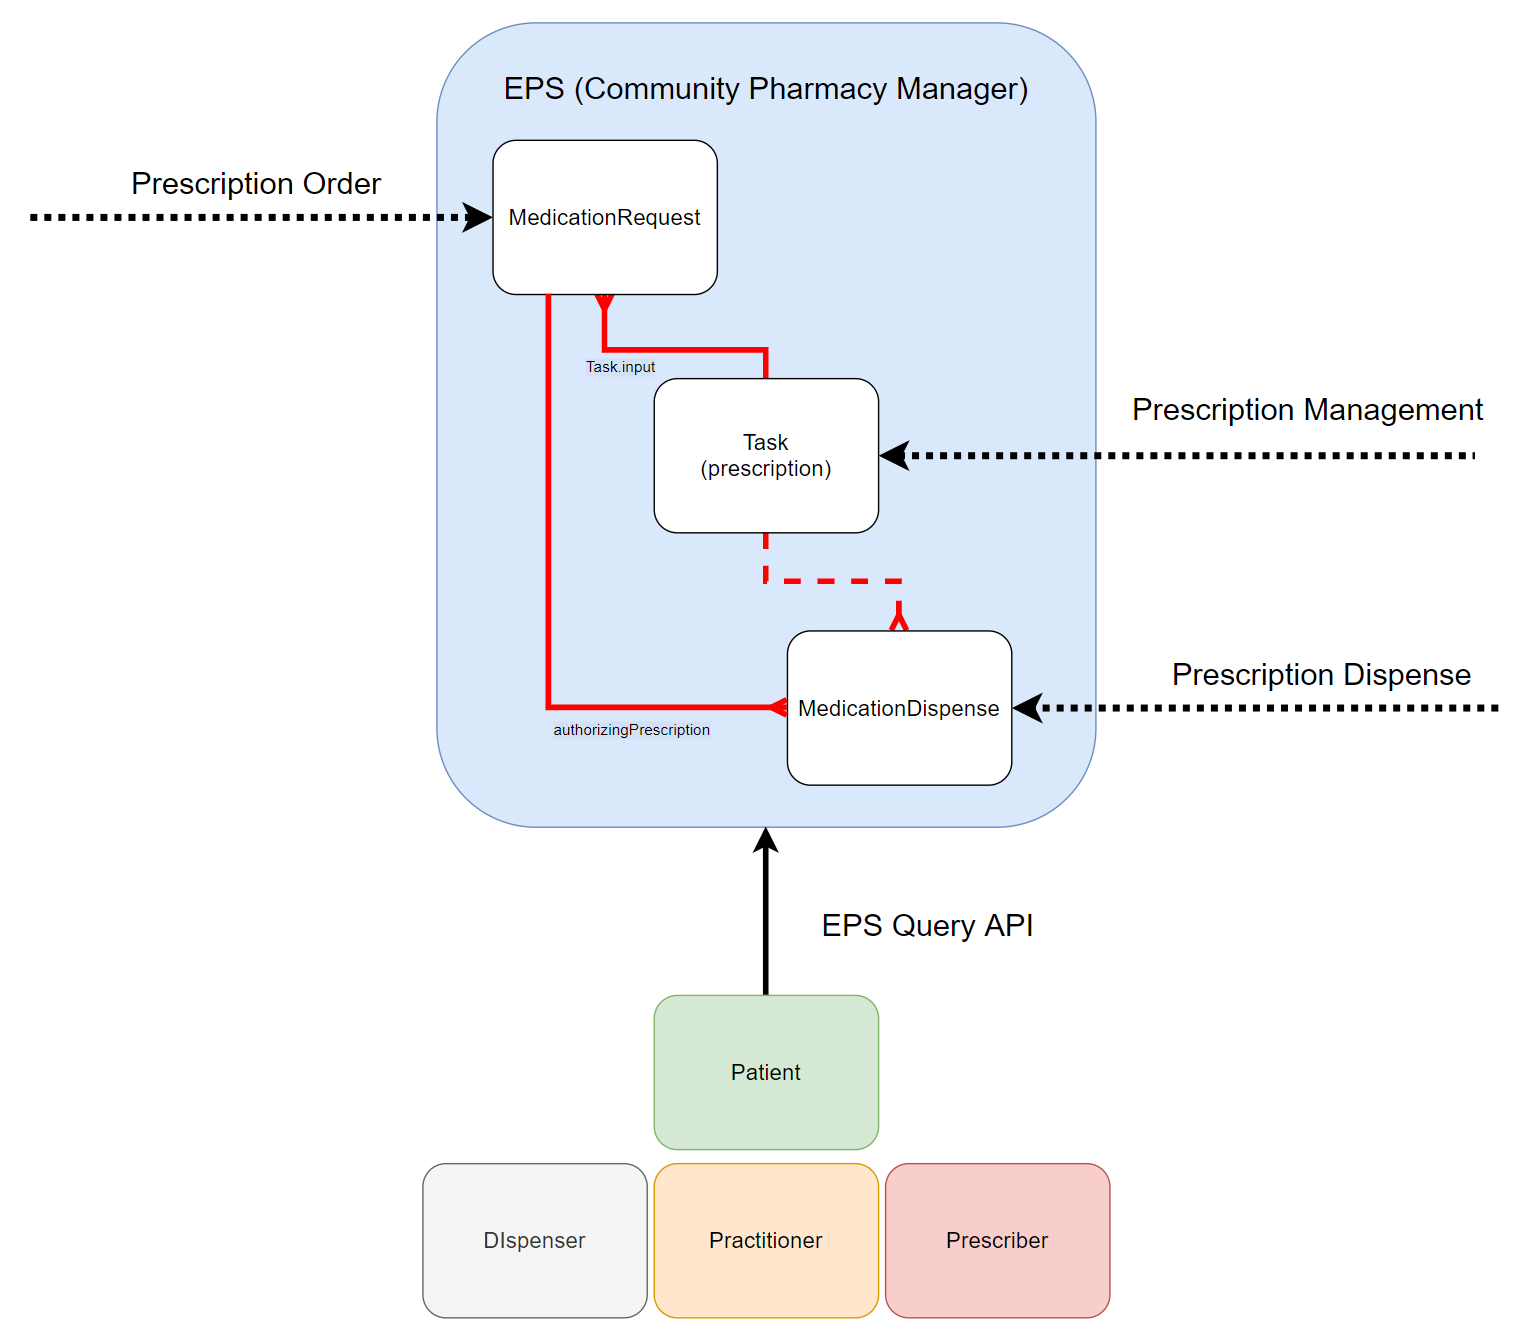 EPS (Community Pharmacy Manager)
Prescription Order
MedicationRequest
Task.input
Prescription Management
Task
(prescription)
Prescription Dispense
MedicationDispense
authorizingPrescription
EPS Query API
Patient
DIspenser
Practitioner
Prescriber